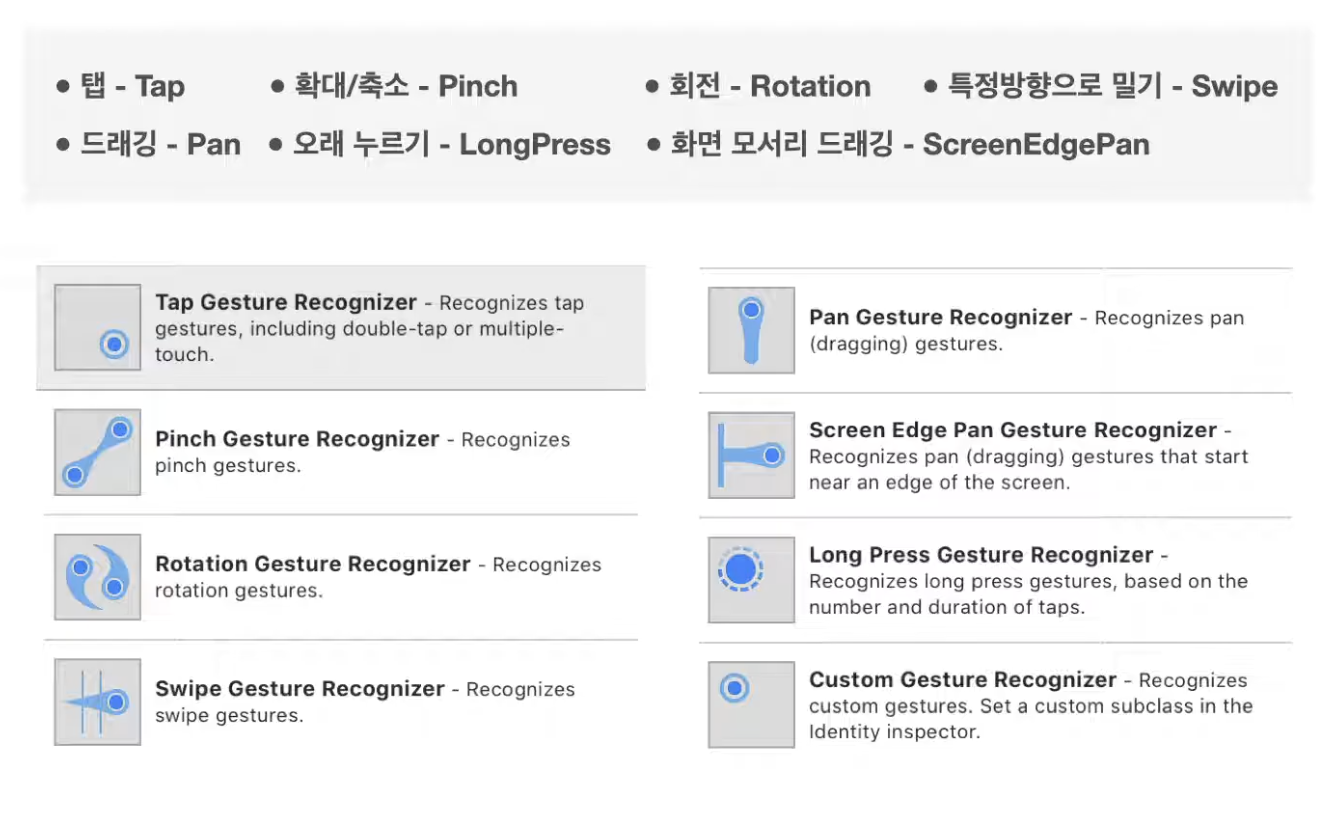 • 탭 - Tap • 확대/축소 - Pinch • 회전 - Rotation • 특정방향으로 밀기 - Swipe
• 드래깅 - Pan • 오래 누르기 - LongPress • 화면 모서리 드래깅 - ScreenEdgePan
Tap Gesture Recognizer - Recognizes tap
gestures, including double-tap or multiple-
touch.
Pinch Gesture Recognizer - Recognizes
pinch gestures.
Rotation Gesture Recognizer - Recognizes
rotation gestures.
Swipe Gesture Recognizer - Recognizes
swipe gestures.
Pan Gesture Recognizer - Recognizes pan
(dragging) gestures.
Screen Edge Pan Gesture Recognizer -
Recognizes pan (dragging) gestures that start
near an edge of the screen.
Long Press Gesture Recognizer -
Recognizes long press gestures, based on the
number and duration of taps.
Custom Gesture Recognizer - Recognizes
custom gestures. Set a custom subclass in the
Identity inspector.